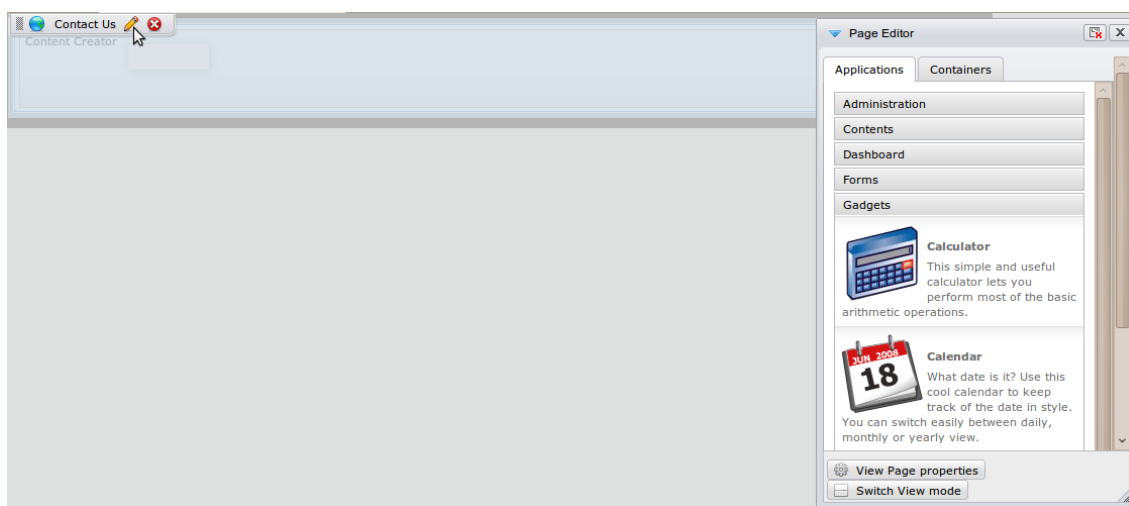 Contact Us
Content Creator
Page Editor
Applications Containers
Administration
Contents
Dashboard
Forms
Gadgets
Calculator
This simple and useful
calculator lets you
perform most of the basic
arithmetic operations.
JUN 2008
18
Calendar
What date is it? Use this
cool calendar to keep
track of the date in style.
You can switch easily between daily,
monthly or yearly view.
View Page properties
Switch View mode